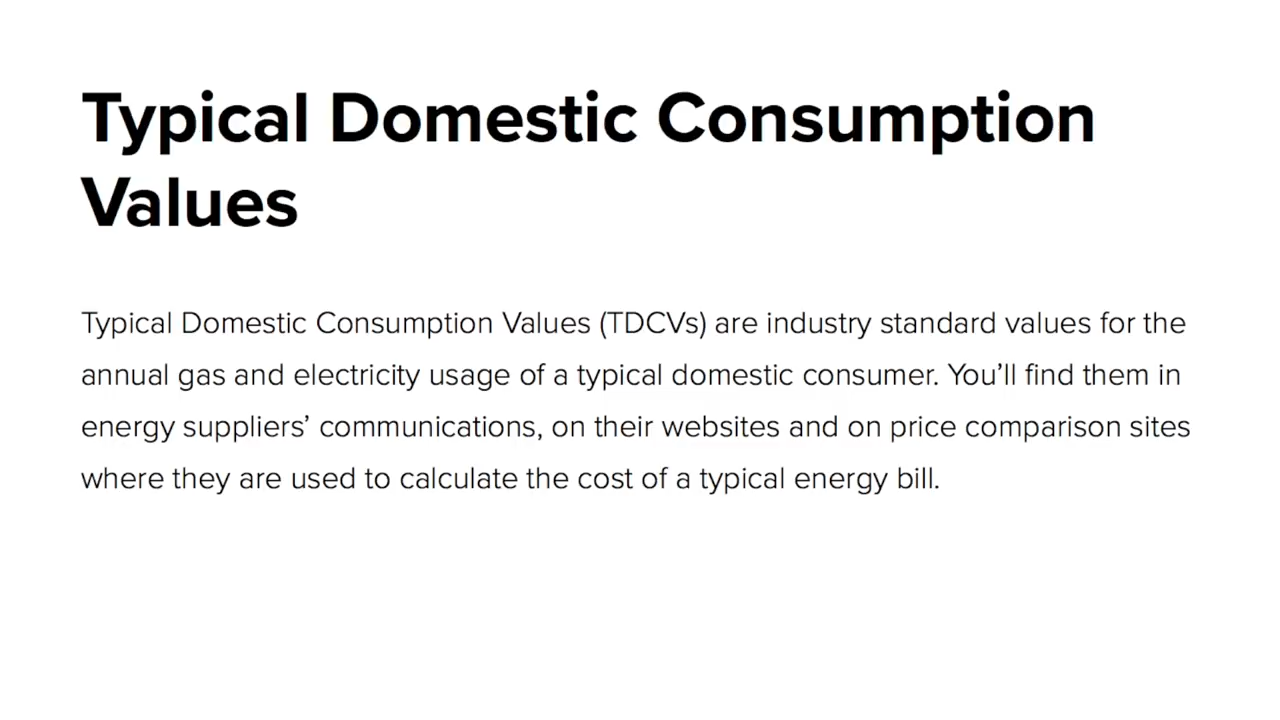 Typical Domestic Consumption
Values
Typical Domestic Consumption Values (TDCVs) are industry standard values for the
annual gas and electricity usage of a typical domestic consumer. You’ll find them in
energy suppliers’ communications, on their websites and on price comparison sites
where they are used to calculate the cost of a typical energy bill.